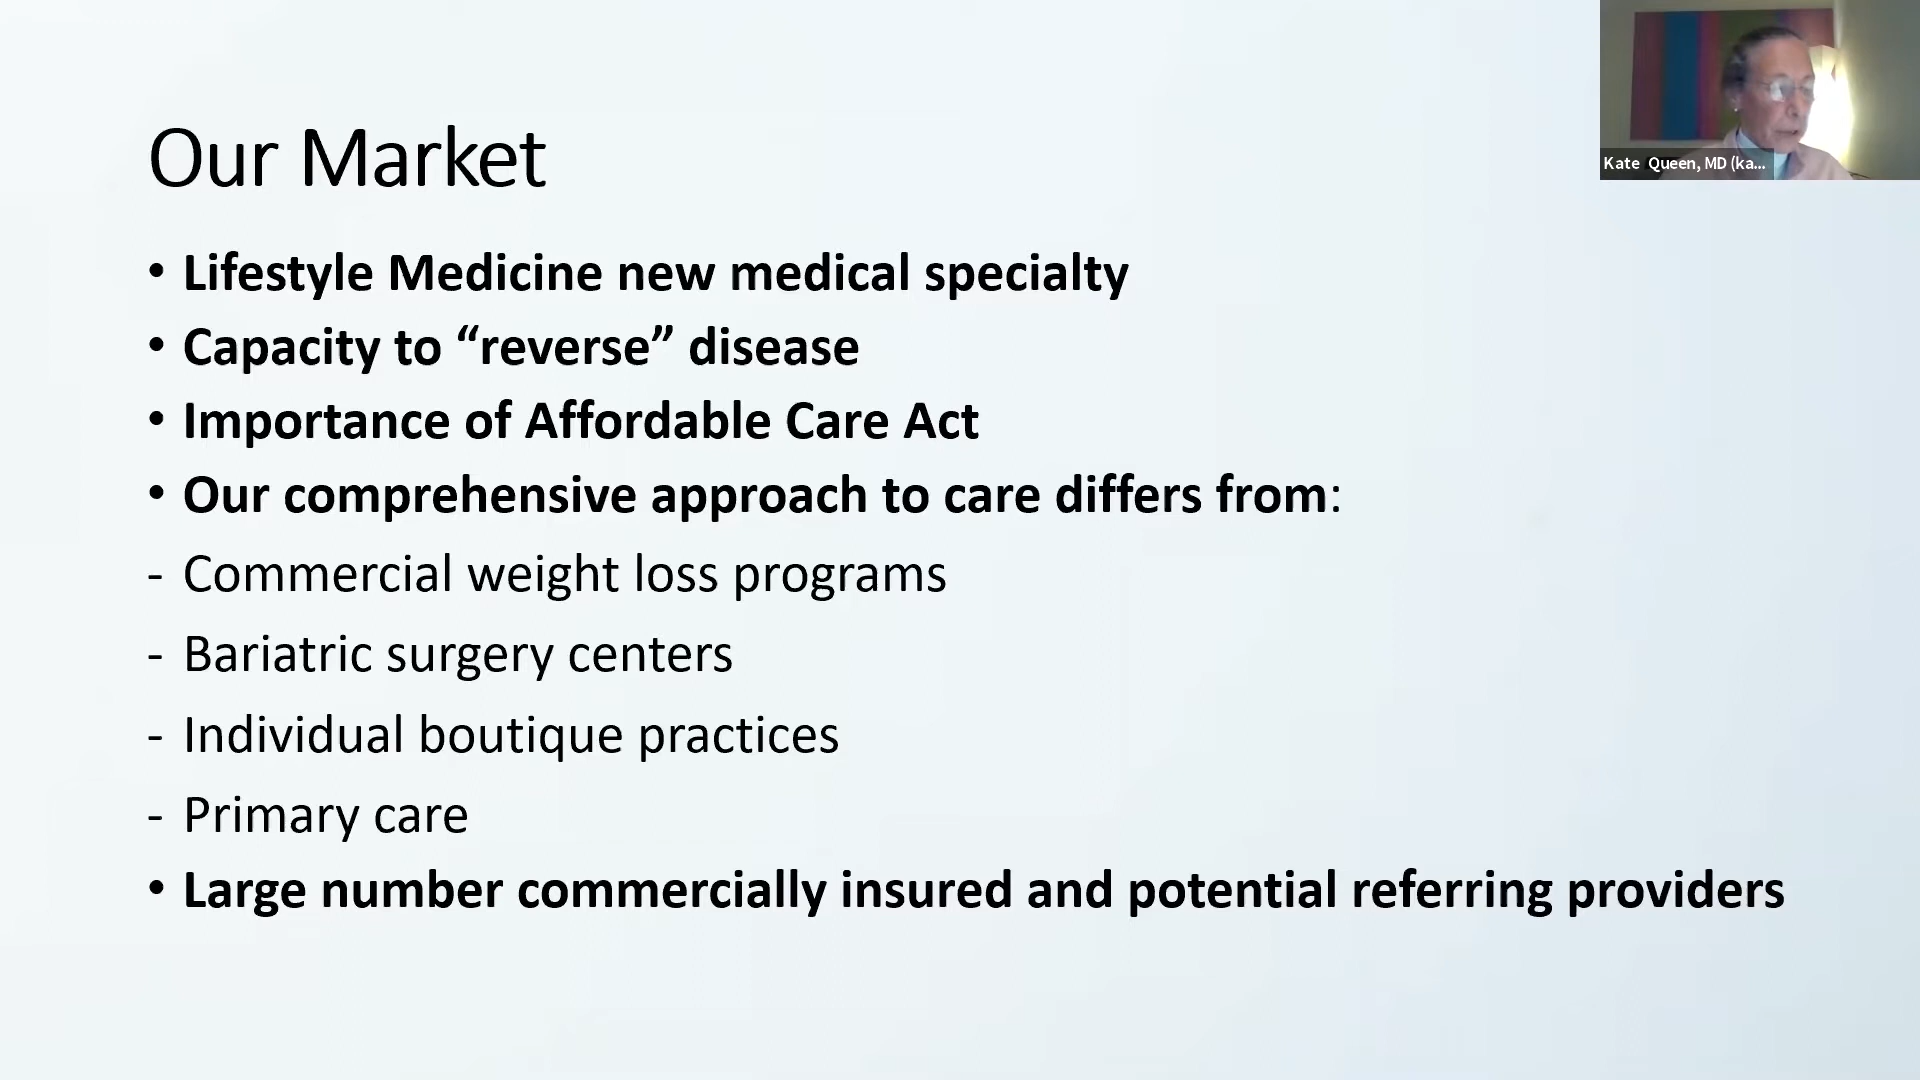 Kate Queen, MD (ka...
Our Market
• Lifestyle Medicine new medical specialty
• Capacity to “reverse” disease
• Importance of Affordable Care Act
• Our comprehensive approach to care differs from:
- Commercial weight loss programs
- Bariatric surgery centers
- Individual boutique practices
- Primary care
• Large number commercially insured and potential referring providers